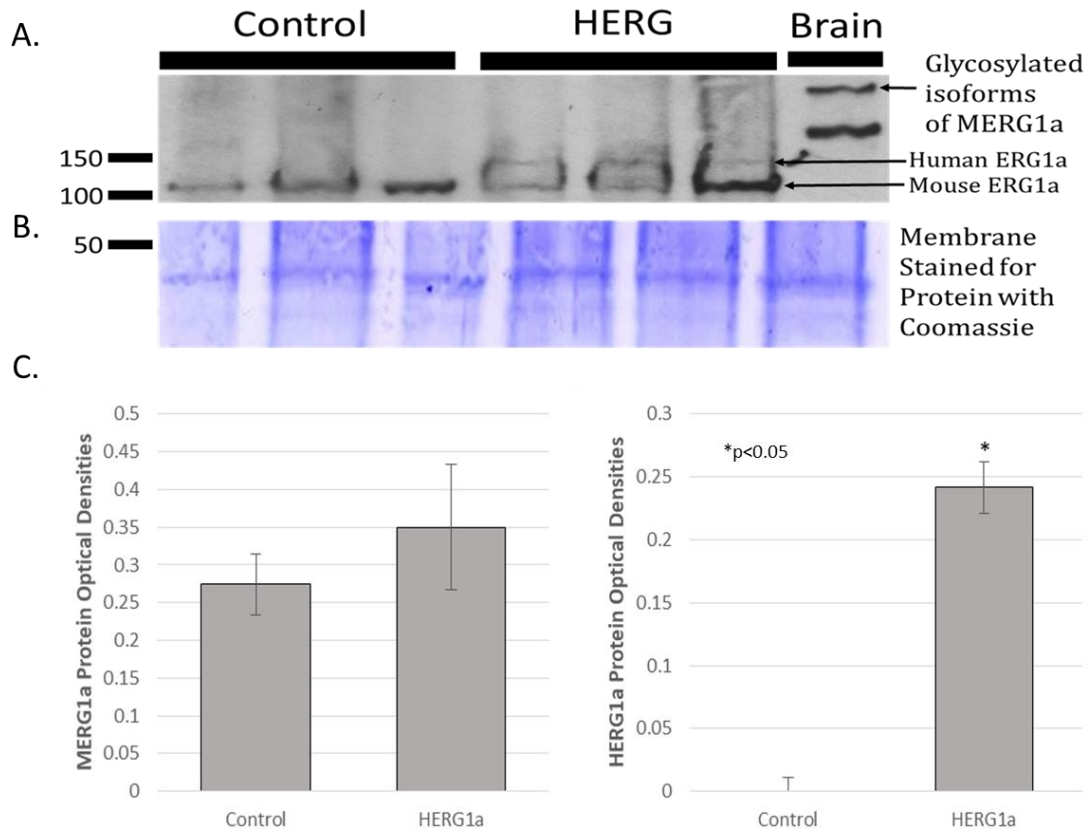 A.
Control HERG Brain
Glycosylated
isoforms
of MERG1a
150
Human ERG1a
100
Mouse ERG1a
B.
50
Membrane
Stained for
Protein with
Coomassie
C.
MERG1a Protein Optical Densities
0.5
0.45
0.4
0.35
0.3
0.25
0.2
0.15
0.1
0.05
0
Control HERG1a
HERG1a Protein Optical Densities
0.3
0.25
0.2
0.15
0.1
0.05
0
*p<0.05
*
Control HERG1a